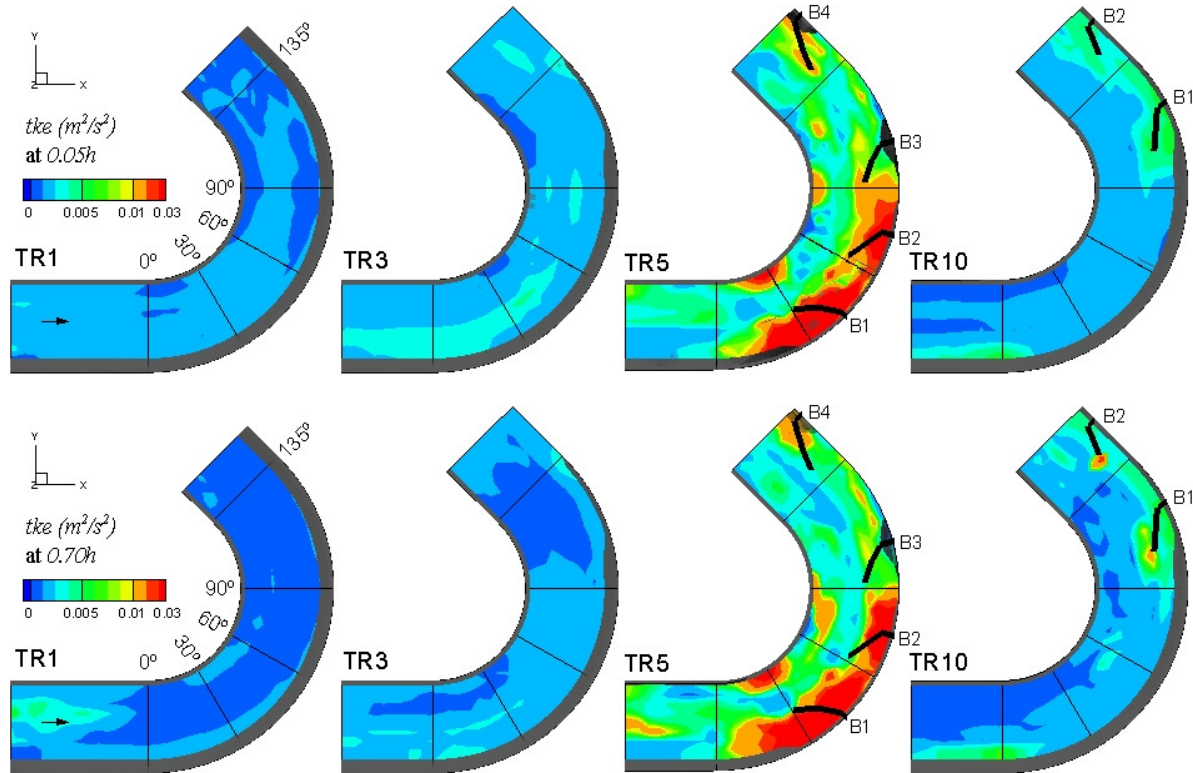 Y
Z
X
tke (m²/s²)
at 0.05h
0 0.005 0.01 0.03
TR1
0º
30º
60º
90º
135º
TR3
TR5
B1
B2
B3
B4
TR10
B1
B2
Y
Z
X
tke (m²/s²)
at 0.70h
0 0.005 0.01 0.03
TR1
0º
30º
60º
90º
135º
TR3
TR5
B1
B2
B3
B4
TR10
B1
B2